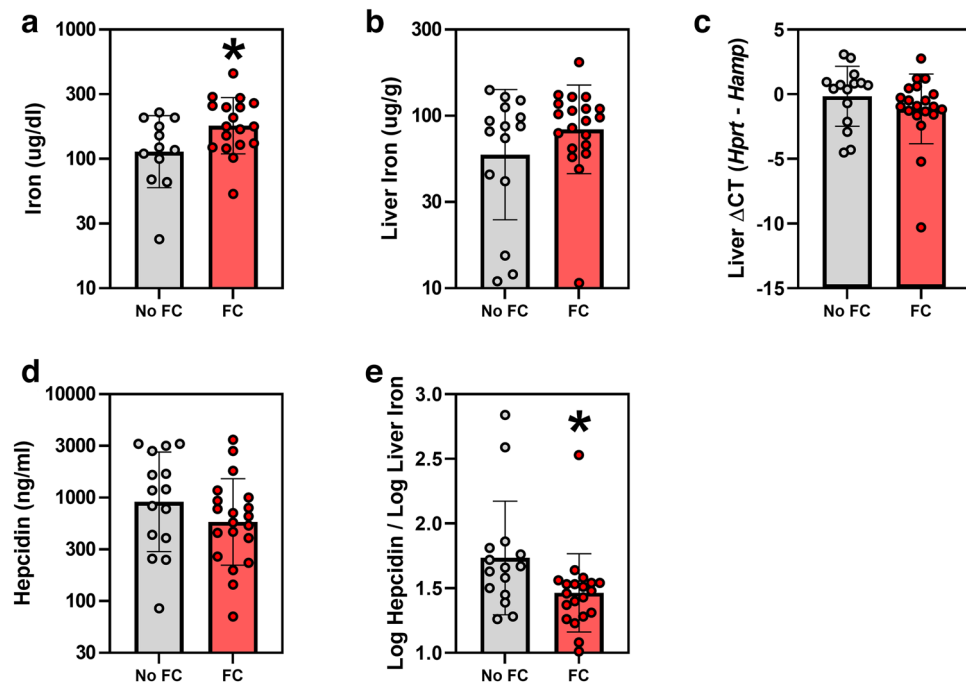 a
1000
300
100
30
10
Iron (ug/dl)
*
No FC
FC
b
300
100
30
10
Liver Iron (ug/g)
No FC
FC
c
5
0
-5
-10
-15
Liver ΔCT (Hprt - Hamp)
No FC
FC
d
10000
3000
1000
300
100
30
Hepcidin (ng/ml)
No FC
FC
e
3.0
2.5
2.0
1.5
1.0
Log Hepcidin / Log Liver Iron
*
No FC
FC